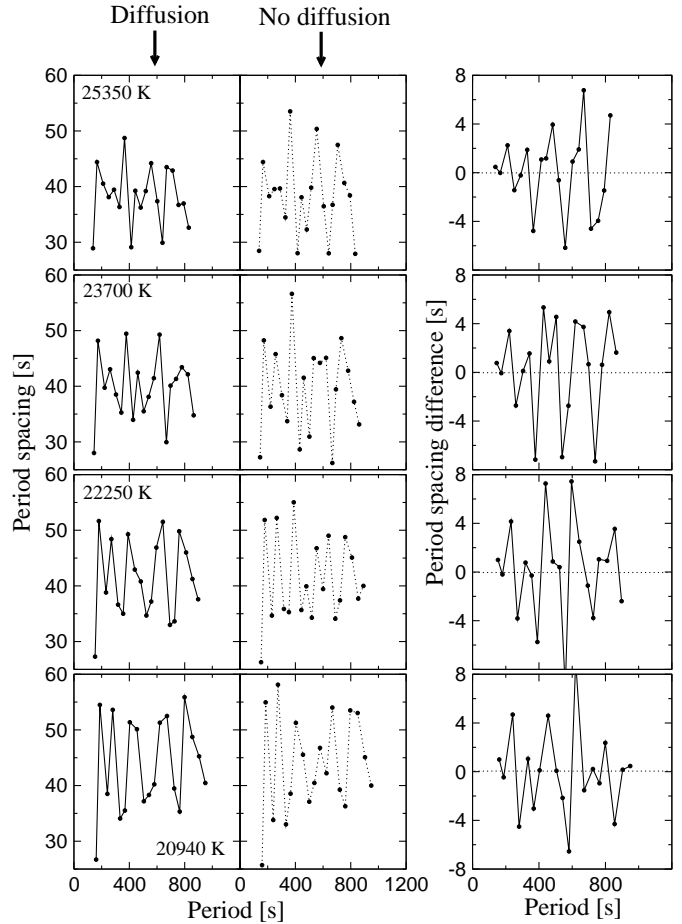 Diffusion No diffusion
60 8
25350 K
50 4
40 0
30 -4
60 8
23700 K
50 4
40 0
30 -4
60 8
22250 K
50 4
40 0
30 -4
60 8
50 4
40 0
30 -4
20940 K
-8
0 400 800 0 400 800 1200 0 400 800
Period [s] Period [s]
Period spacing [s]
Period spacing difference [s]